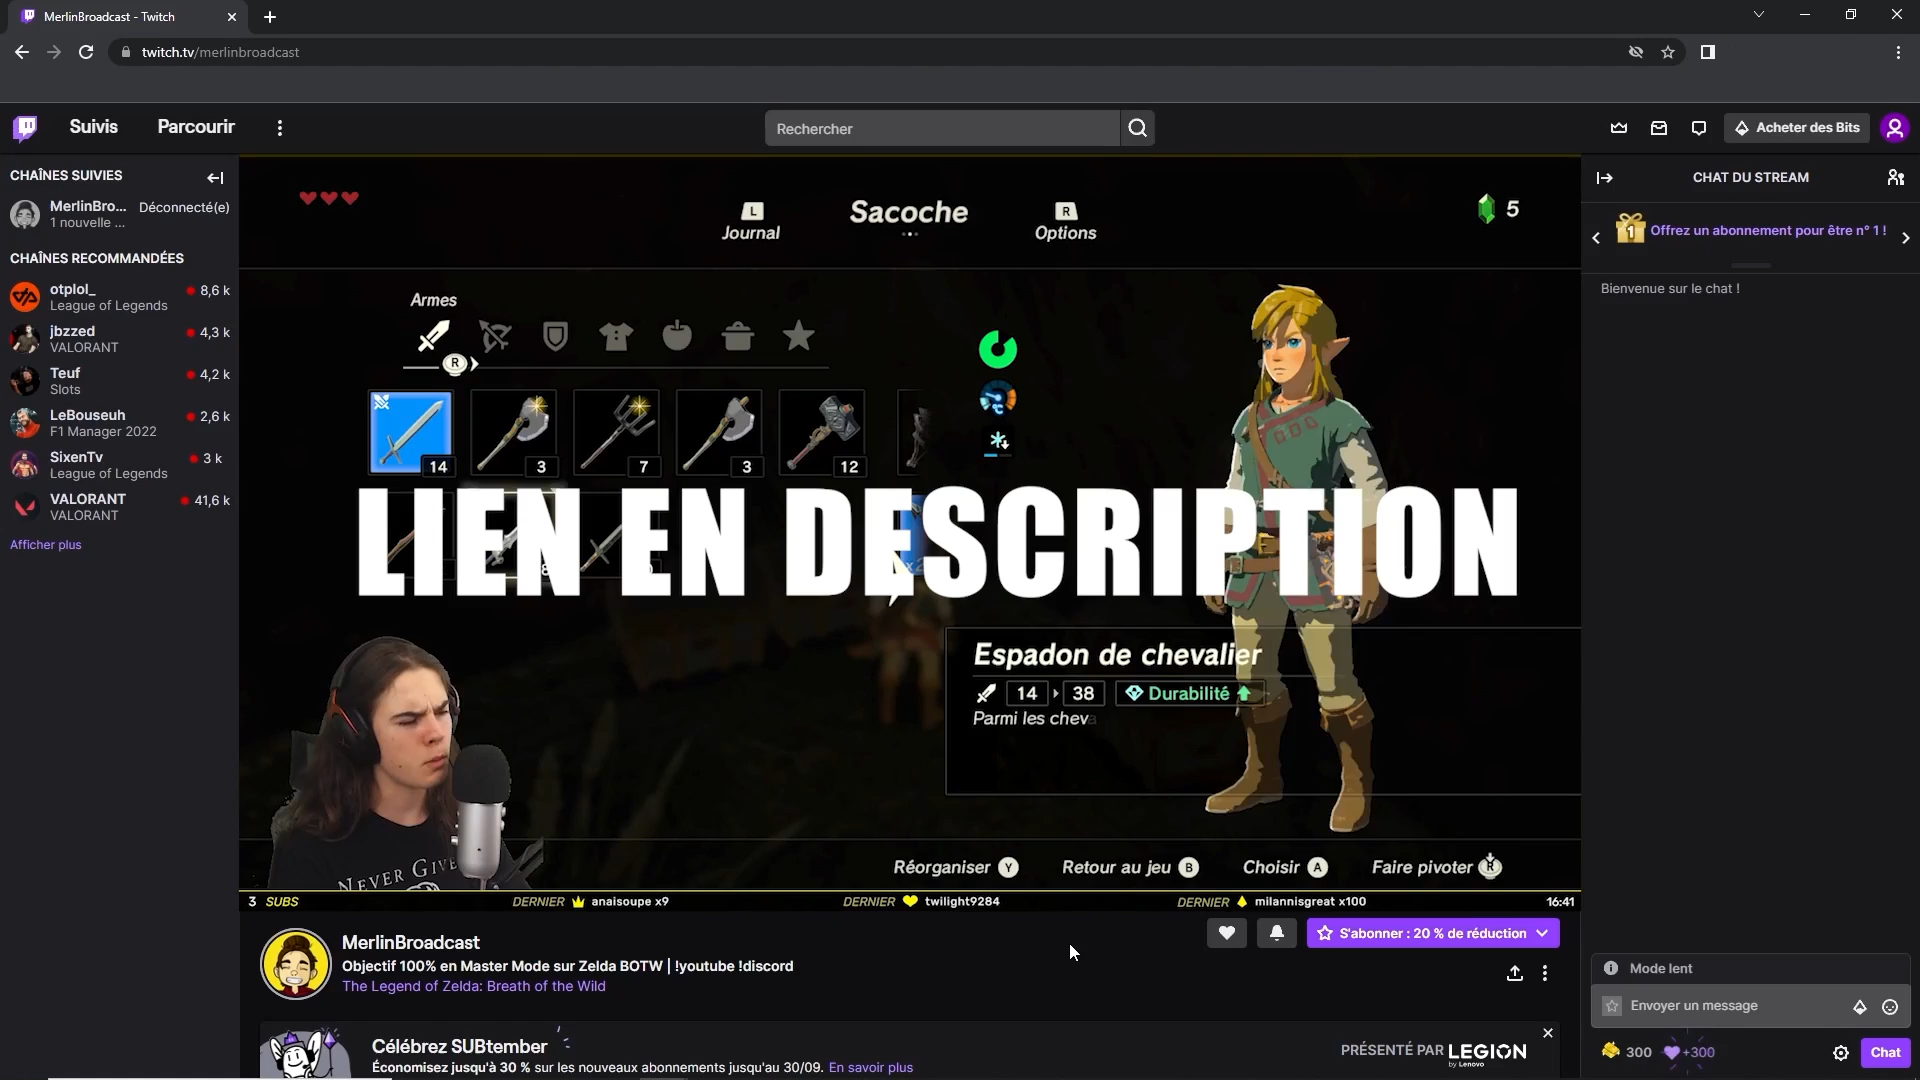 MerlinBroadcast - Twitch
twitch.tv/merlinbroadcast
Suivis
Parcourir
Rechercher
Acheter des Bits
CHAÎNES SUIVIES
MerlinBro...
Déconnecté(e)
1 nouvelle ...
CHAÎNES RECOMMANDÉES
otplol_
8,6 k
League of Legends
jbzzed
4,3 k
VALORANT
Teuf
4,2 k
Slots
LeBouseuh
2,6 k
F1 Manager 2022
SixenTv
3 k
League of Legends
VALORANT
41,6 k
VALORANT
Afficher plus
L
Journal
Sacoche
R
Options
5
Armes
R
14
3
7
3
12
LIEN EN DESCRIPTION
Espadon de chevalier
14
38
Durabilité
Parmi les cheva
NEVER GIVE
Réorganiser Y
Retour au jeu B
Choisir A
Faire pivoter R
3 SUBS
DERNIER anaisoupe x9
DERNIER twilight9284
DERNIER milannisgreat x100
16:41
MerlinBroadcast
Objectif 100% en Master Mode sur Zelda BOTW | !youtube !discord
The Legend of Zelda: Breath of the Wild
S'abonner : 20 % de réduction
Célébrez SUBtember
Économisez jusqu'à 30 % sur les nouveaux abonnements jusqu'au 30/09. En savoir plus
PRÉSENTÉ PAR LEGION
by Lenovo
CHAT DU STREAM
1
Offrez un abonnement pour être n° 1 !
Bienvenue sur le chat !
Mode lent
Envoyer un message
300
+300
Chat